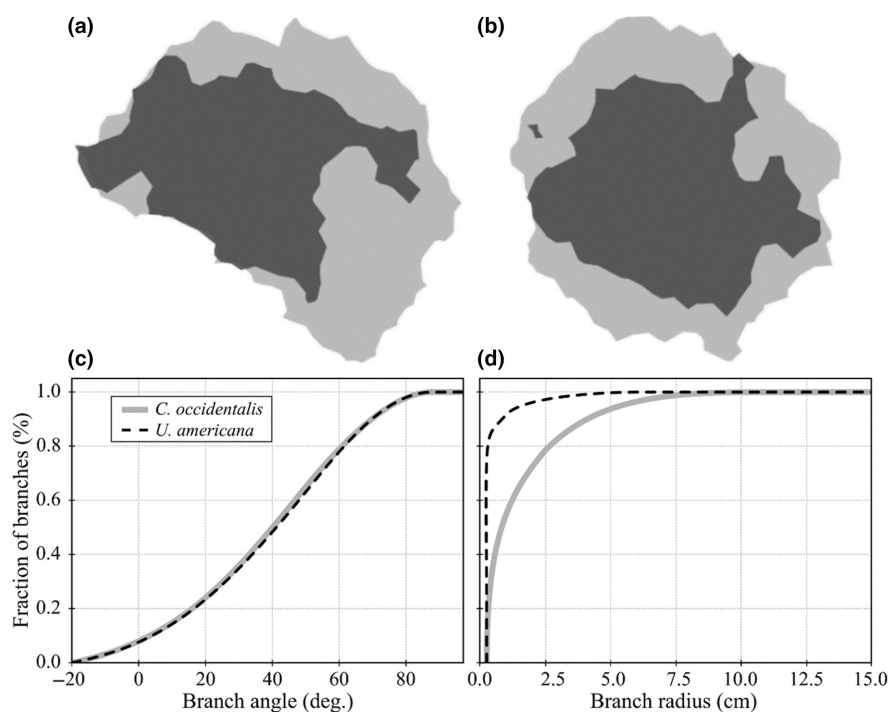 (a)
(b)
(c)
(d)
1.0
0.8
0.6
0.4
0.2
0.0
Fraction of branches (%)
C. occidentalis
U. americana
−20 0 20 40 60 80
Branch angle (deg.)
0.0 2.5 5.0 7.5 10.0 12.5 15.0
Branch radius (cm)